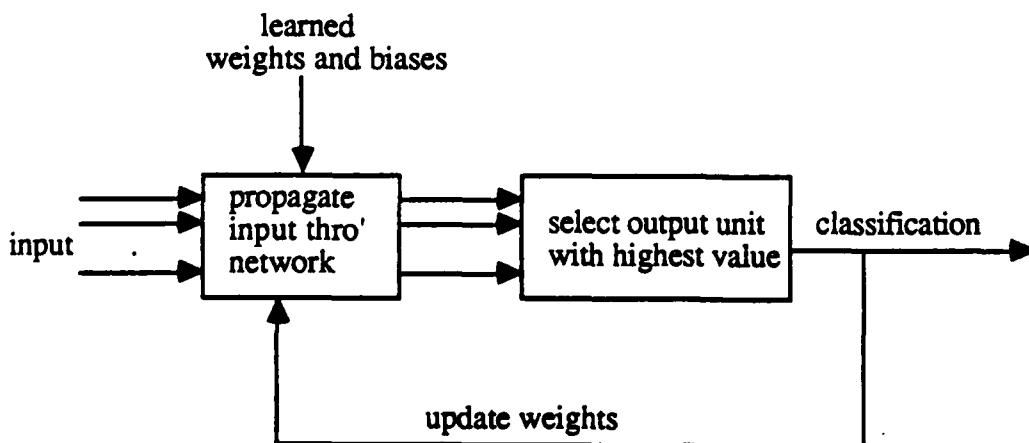 learned
weights and biases
propagate
input thro'
network
input
select output unit
with highest value
classification
update weights